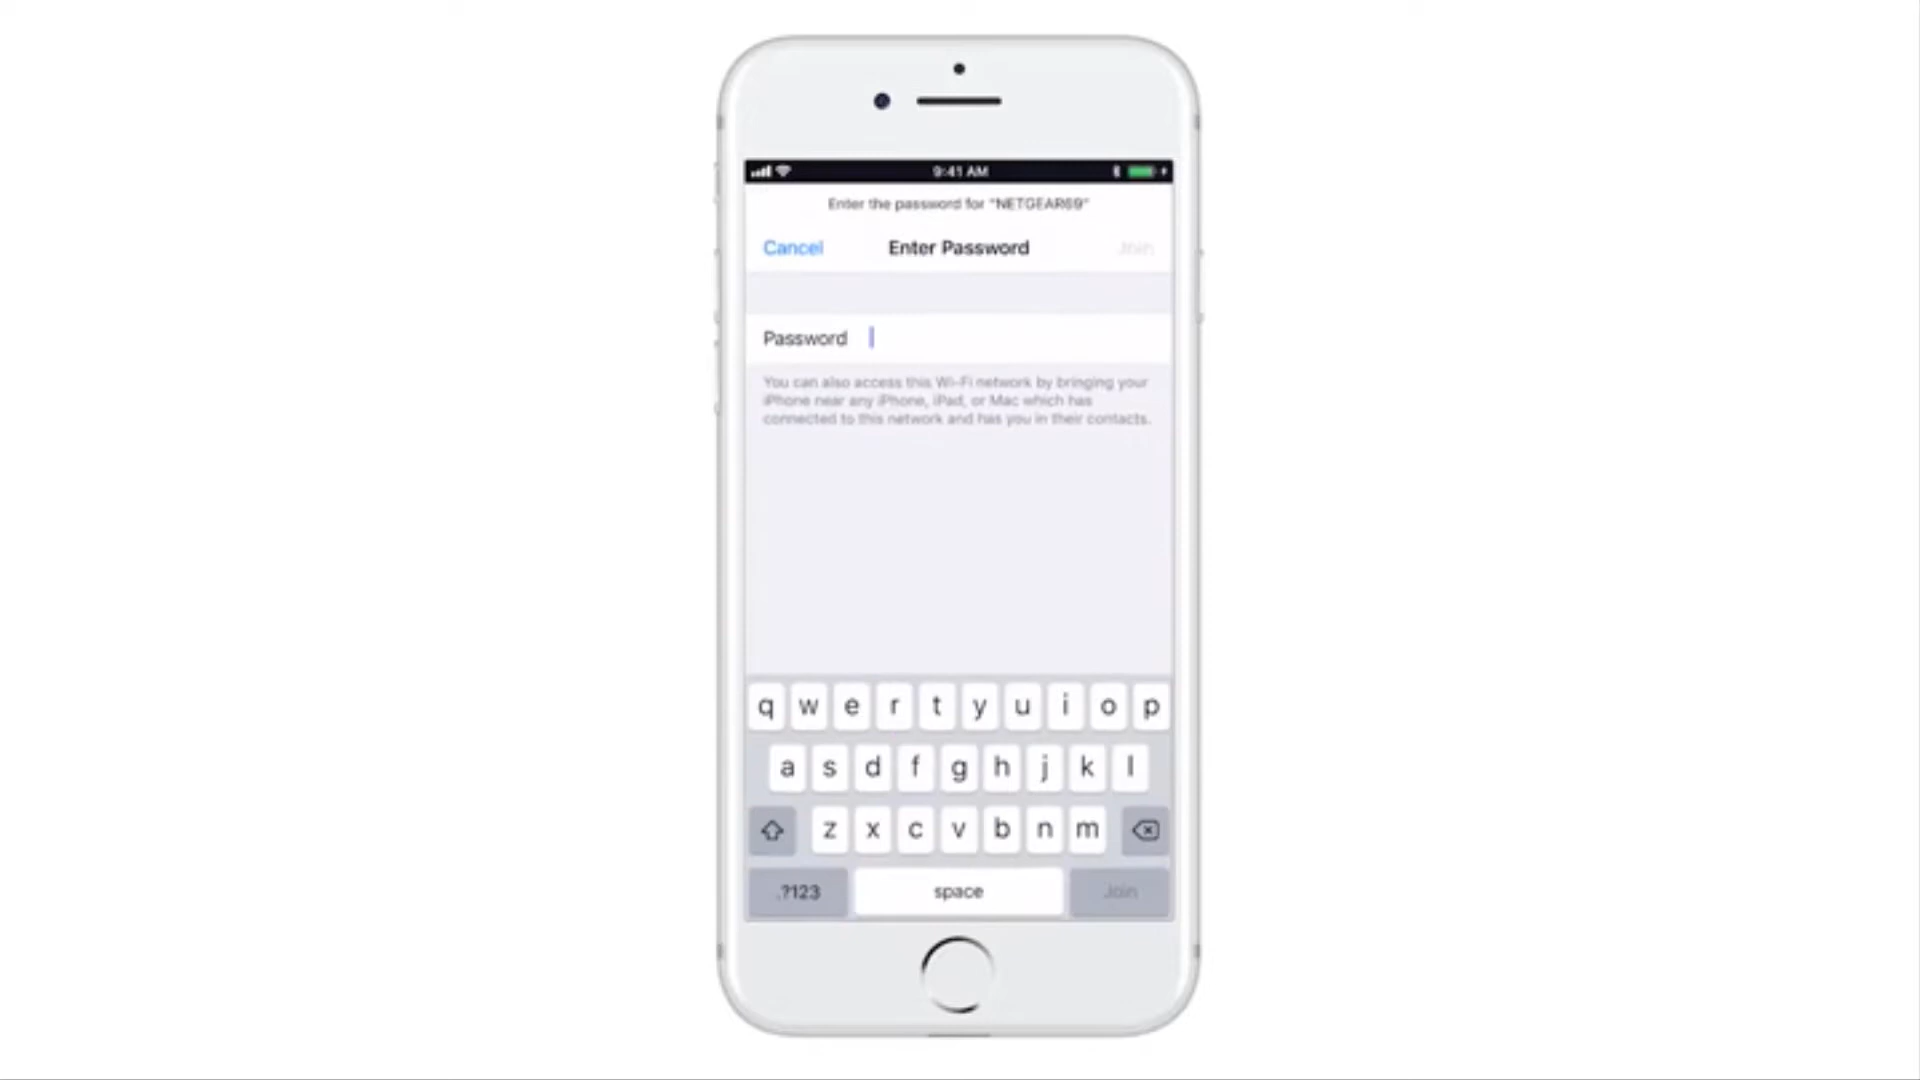 9:41 AM
Enter the password for "NETGEAR69"
Cancel Enter Password Join
Password
You can also access this Wi-Fi network by bringing your
iPhone near any iPhone, iPad, or Mac which has
connected to this network and has you in their contacts.
q w e r t y u i o p
a s d f g h j k l
z x c v b n m
.?123 space Join